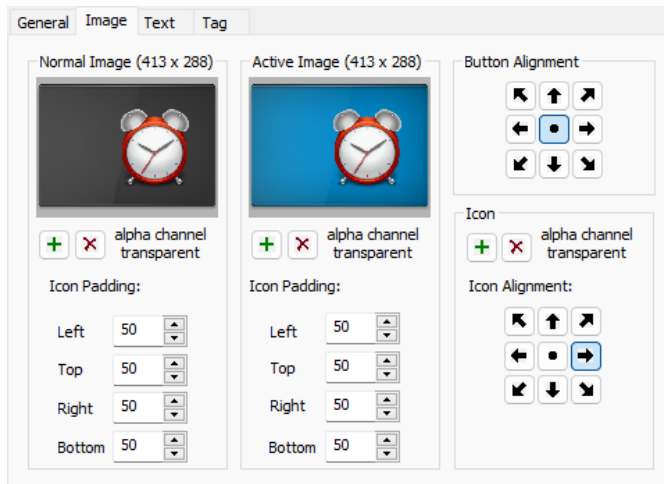 General Image Text Tag
Normal Image (413 x 288)
alpha channel
transparent
Icon Padding:
Left 50
Top 50
Right 50
Bottom 50
Active Image (413 x 288)
alpha channel
transparent
Icon Padding:
Left 50
Top 50
Right 50
Bottom 50
Button Alignment
Icon
alpha channel
transparent
Icon Alignment: